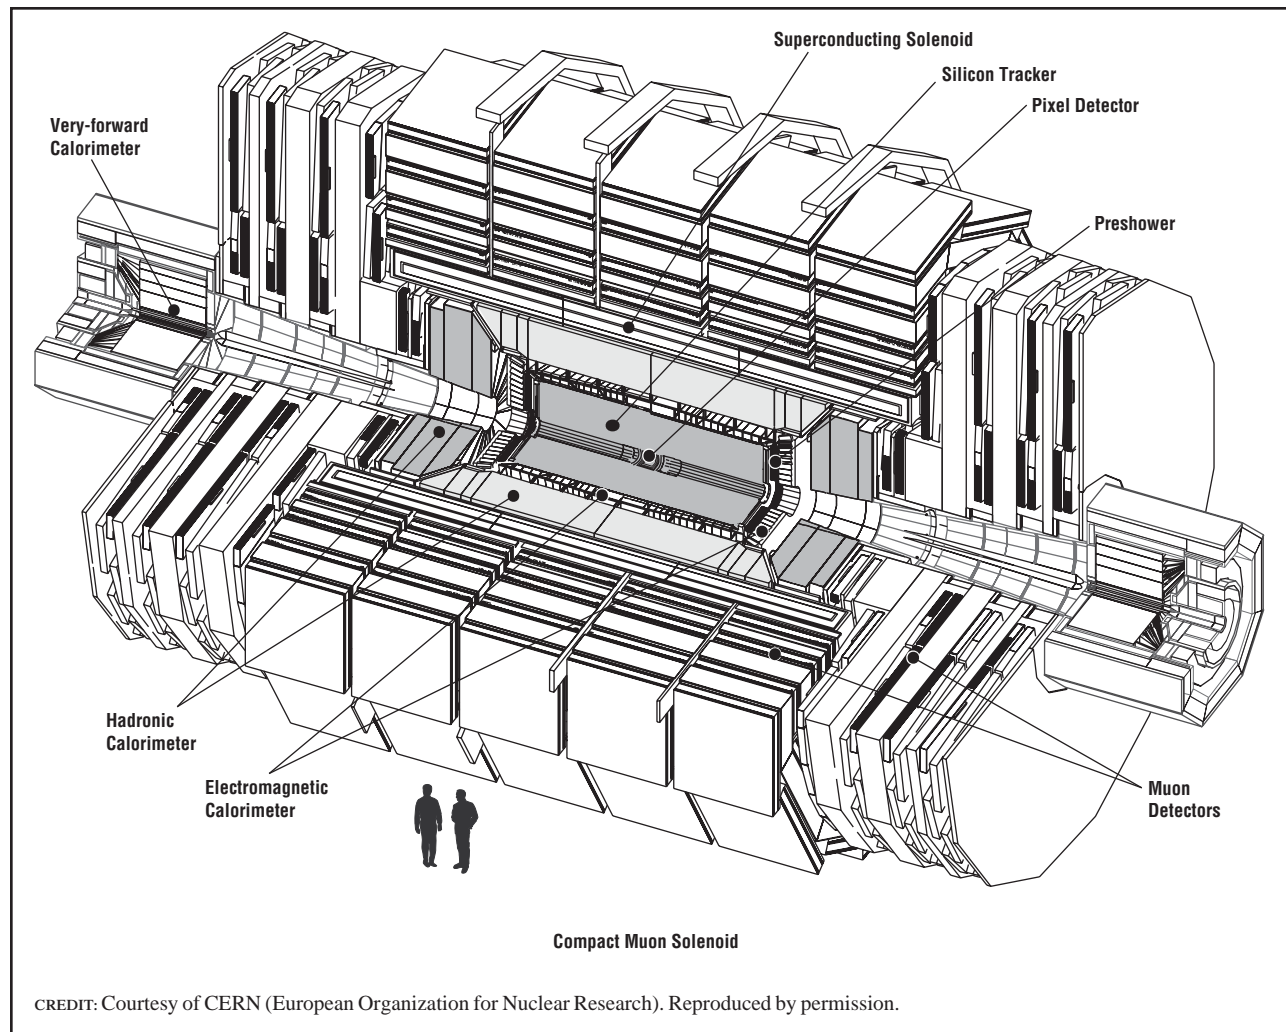 Superconducting Solenoid
Silicon Tracker
Pixel Detector
Very-forward
Calorimeter
Preshower
Hadronic
Calorimeter
Electromagnetic
Calorimeter
Muon
Detectors
Compact Muon Solenoid
CREDIT: Courtesy of CERN (European Organization for Nuclear Research). Reproduced by permission.